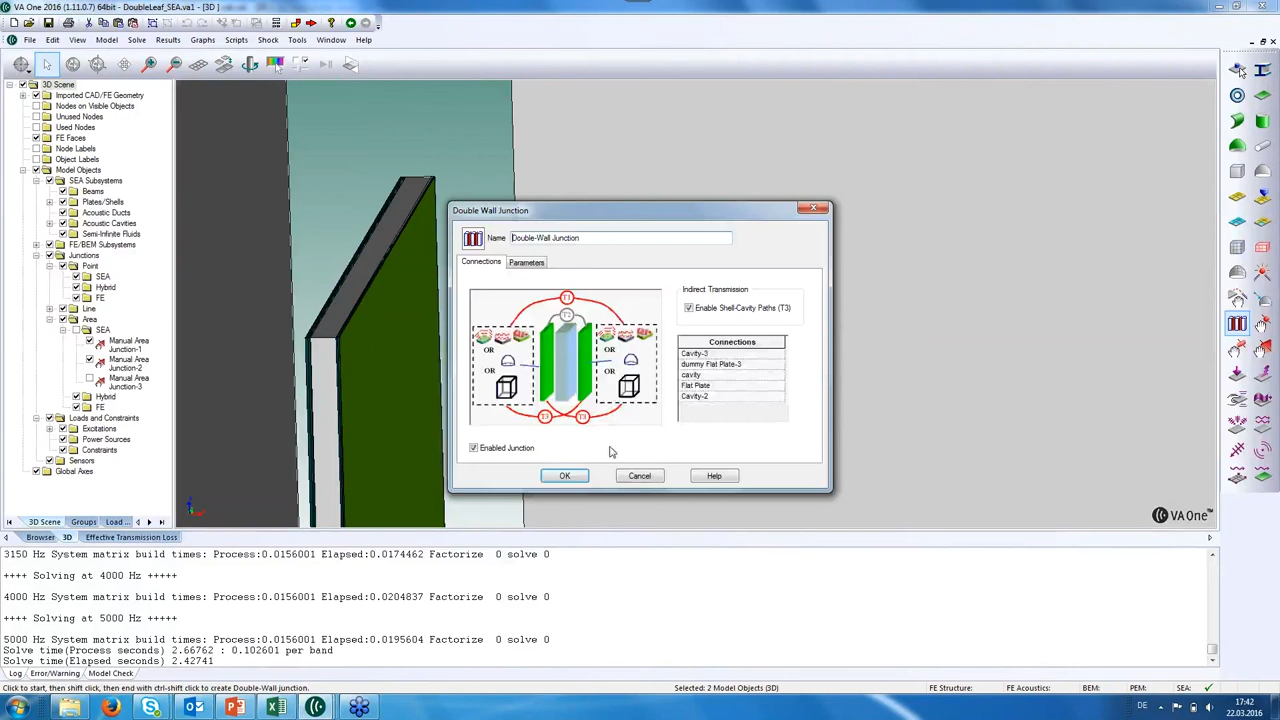 VA One 2016 (1.11.0.7) 64bit - DoubleLeaf_SEA.va1 - [3D ]
File Edit View Model Solve Results Graphs Scripts Shock Tools Window Help
3D Scene
Imported CAD/FE Geometry
Nodes on Visible Objects
Unused Nodes
Used Nodes
FE Faces
Node Labels
Object Labels
Model Objects
SEA Subsystems
Beams
Plates/Shells
Acoustic Ducts
Acoustic Cavities
Semi-Infinite Fluids
FE/BEM Subsystems
Junctions
Point
SEA
Hybrid
FE
Line
Area
SEA
Manual Area
Junction-1
Manual Area
Junction-2
Manual Area
Junction-3
Hybrid
FE
Loads and Constraints
Excitations
Power Sources
Constraints
Sensors
Global Axes
3D Scene Groups Load ...
Double Wall Junction
Name Double-Wall Junction
Connections Parameters
T1
T2
OR
OR
OR
OR
T3
T3
Indirect Transmission
Enable Shell-Cavity Paths (T3)
Connections
Cavity-3
dummy Flat Plate-3
cavity
Flat Plate
Cavity-2
Enabled Junction
OK Cancel Help
VA One™
Browser 3D Effective Transmission Loss
3150 Hz System matrix build times: Process:0.0156001 Elapsed:0.0174462 Factorize 0 solve 0
++++ Solving at 4000 Hz +++++
4000 Hz System matrix build times: Process:0.0156001 Elapsed:0.0204837 Factorize 0 solve 0
++++ Solving at 5000 Hz +++++
5000 Hz System matrix build times: Process:0.0156001 Elapsed:0.0195604 Factorize 0 solve 0
Solve time(Process seconds) 2.66762 : 0.102601 per band
Solve time(Elapsed seconds) 2.42741
Log Error/Warning Model Check
Click to start, then shift click, then end with ctrl-shift click to create Double-Wall junction. Selected: 2 Model Objects (3D) FE Structure: FE Acoustics: BEM: PEM: SEA:
DE 17:42
22.03.2016